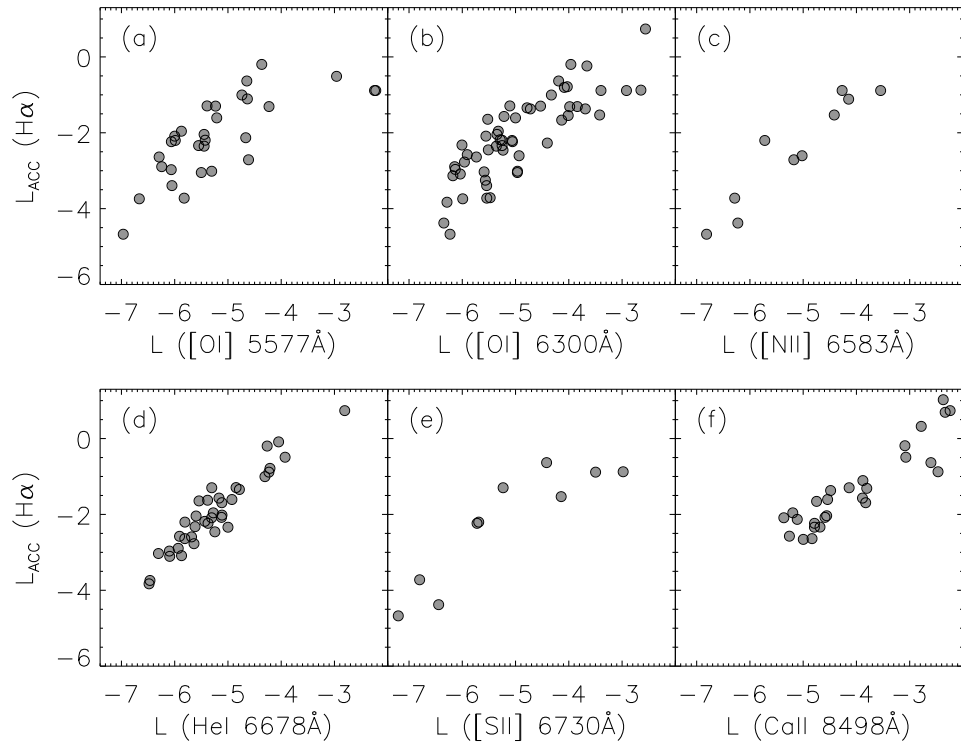 (a) (b) (c)
0
−2
−4
−6
L_ACC (Hα)
−7 −6 −5 −4 −3 −7 −6 −5 −4 −3 −7 −6 −5 −4 −3
L ([OI] 5577Å) L ([OI] 6300Å) L ([NII] 6583Å)
(d) (e) (f)
0
−2
−4
−6
L_ACC (Hα)
−7 −6 −5 −4 −3 −7 −6 −5 −4 −3 −7 −6 −5 −4 −3
L (HeI 6678Å) L ([SII] 6730Å) L (CaII 8498Å)